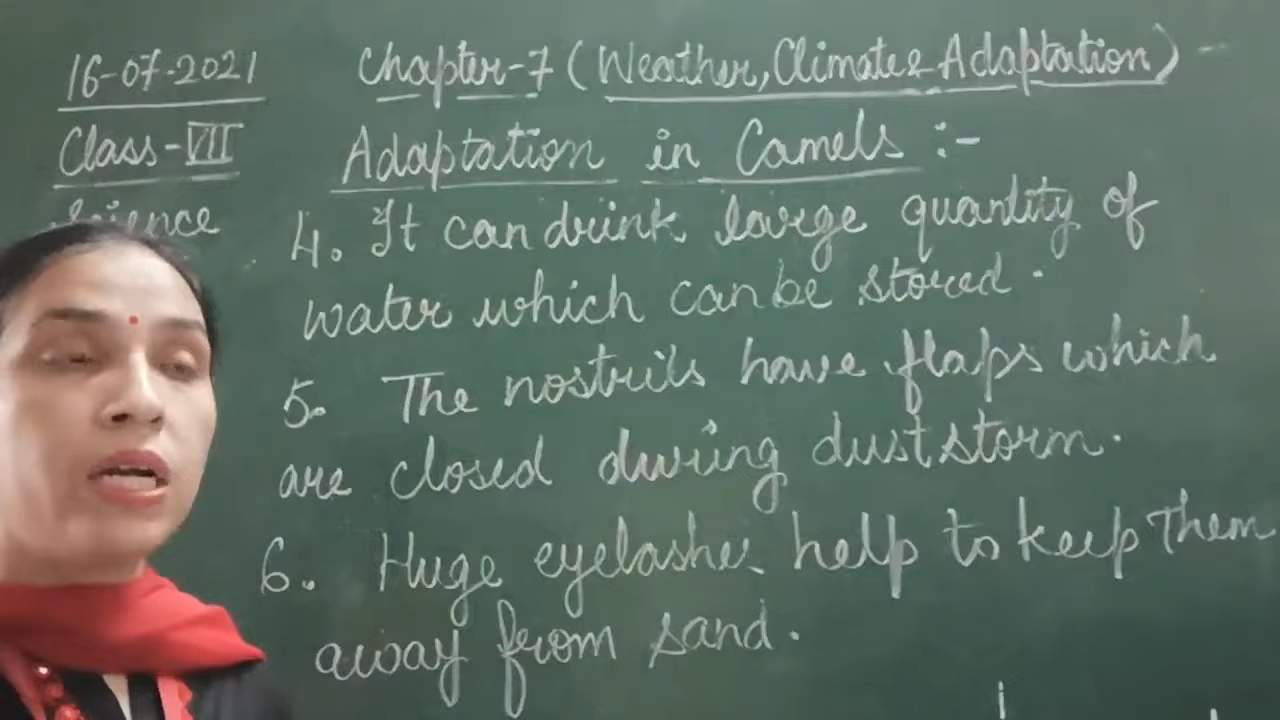 16-07-2021
Chapter-7 (Weather, Climate & Adaptation)
Class-VII
Adaptation in Camels :-
Science
4. It can drink large quantity of
water which can be stored.
5. The nostrils have flaps which
are closed during duststorm.
6. Huge eyelashes help to keep them
away from sand.